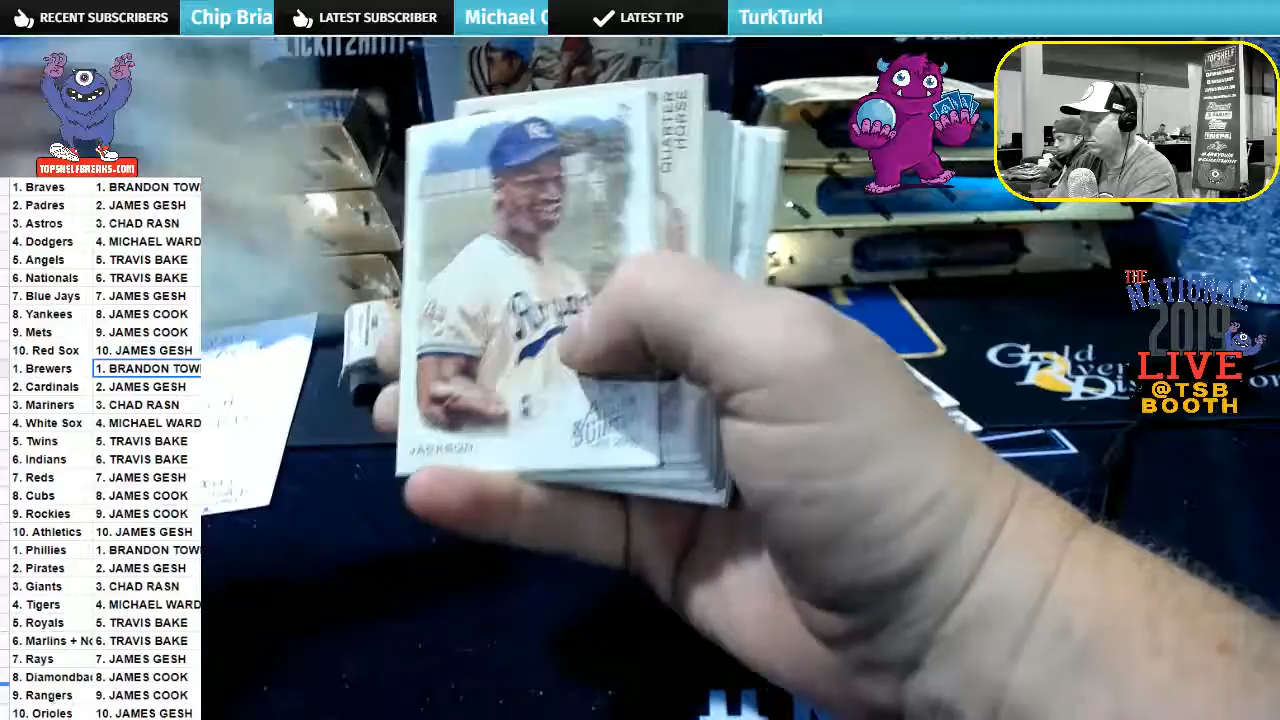 RECENT SUBSCRIBERS
Chip Bria
LATEST SUBSCRIBER
Michael
LATEST TIP
TurkTurkl
TOPSHELFBREAKS.COM
1. Braves 1. BRANDON TOW
2. Padres 2. JAMES GESH
3. Astros 3. CHAD RASN
4. Dodgers 4. MICHAEL WARD
5. Angels 5. TRAVIS BAKE
6. Nationals 6. TRAVIS BAKE
7. Blue Jays 7. JAMES GESH
8. Yankees 8. JAMES COOK
9. Mets 9. JAMES COOK
10. Red Sox 10. JAMES GESH
1. Brewers 1. BRANDON TOW
2. Cardinals 2. JAMES GESH
3. Mariners 3. CHAD RASN
4. White Sox 4. MICHAEL WARD
5. Twins 5. TRAVIS BAKE
6. Indians 6. TRAVIS BAKE
7. Reds 7. JAMES GESH
8. Cubs 8. JAMES COOK
9. Rockies 9. JAMES COOK
10. Athletics 10. JAMES GESH
1. Phillies 1. BRANDON TOW
2. Pirates 2. JAMES GESH
3. Giants 3. CHAD RASN
4. Tigers 4. MICHAEL WARD
5. Royals 5. TRAVIS BAKE
6. Marlins + No 6. TRAVIS BAKE
7. Rays 7. JAMES GESH
8. Diamondba 8. JAMES COOK
9. Rangers 9. JAMES COOK
10. Orioles 10. JAMES GESH
QUARTER
HORSE
KC
JACKSON
TOPSHELF
THE
NATIONAL
2019
LIVE
@TSB
BOOTH